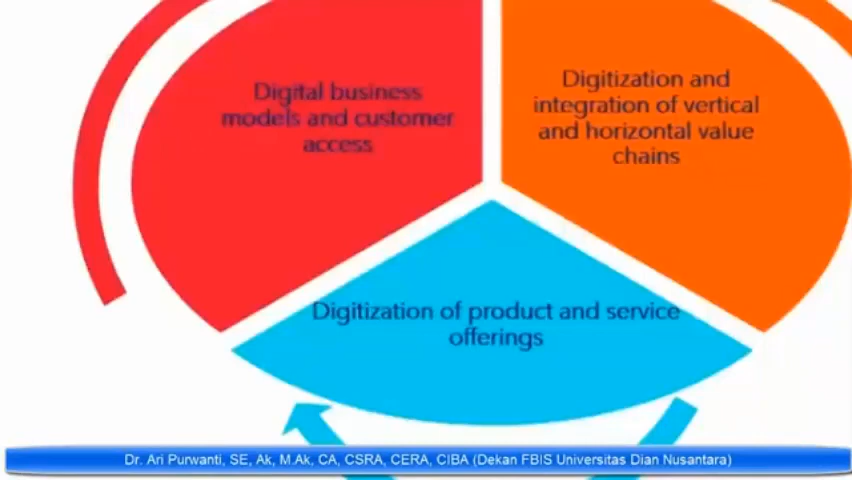 Digital business
models and customer
access
Digitization and
integration of vertical
and horizontal value
chains
Digitization of product and service
offerings
Dr. Ari Purwanti, SE, Ak, M.Ak, CA, CSRA, CERA, CIBA (Dekan FBIS Universitas Dian Nusantara)